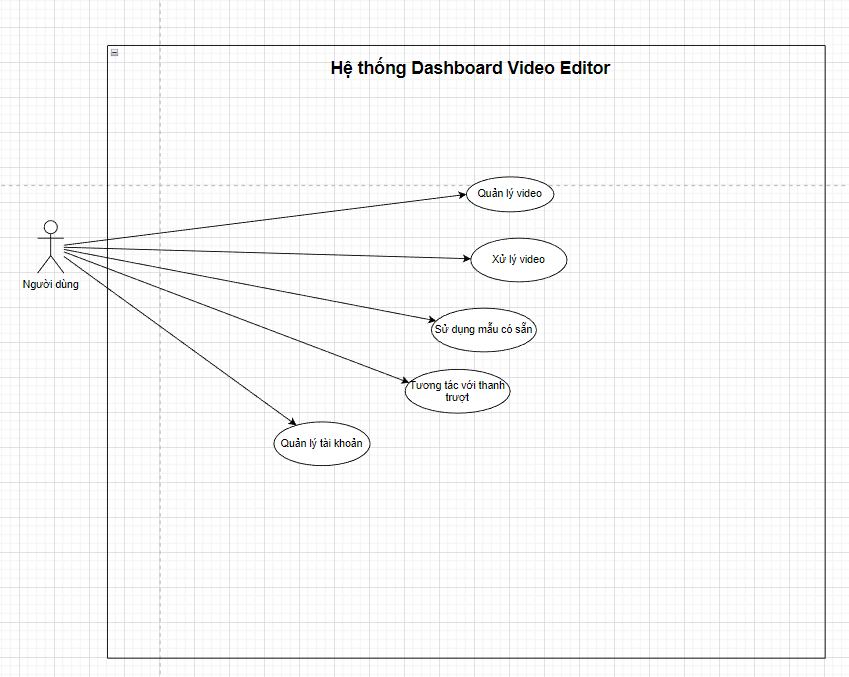 Hệ thống Dashboard Video Editor
Quản lý video
Người dùng
Xử lý video
Sử dụng mẫu có sẵn
Tương tác với thanh
trượt
Quản lý tài khoản